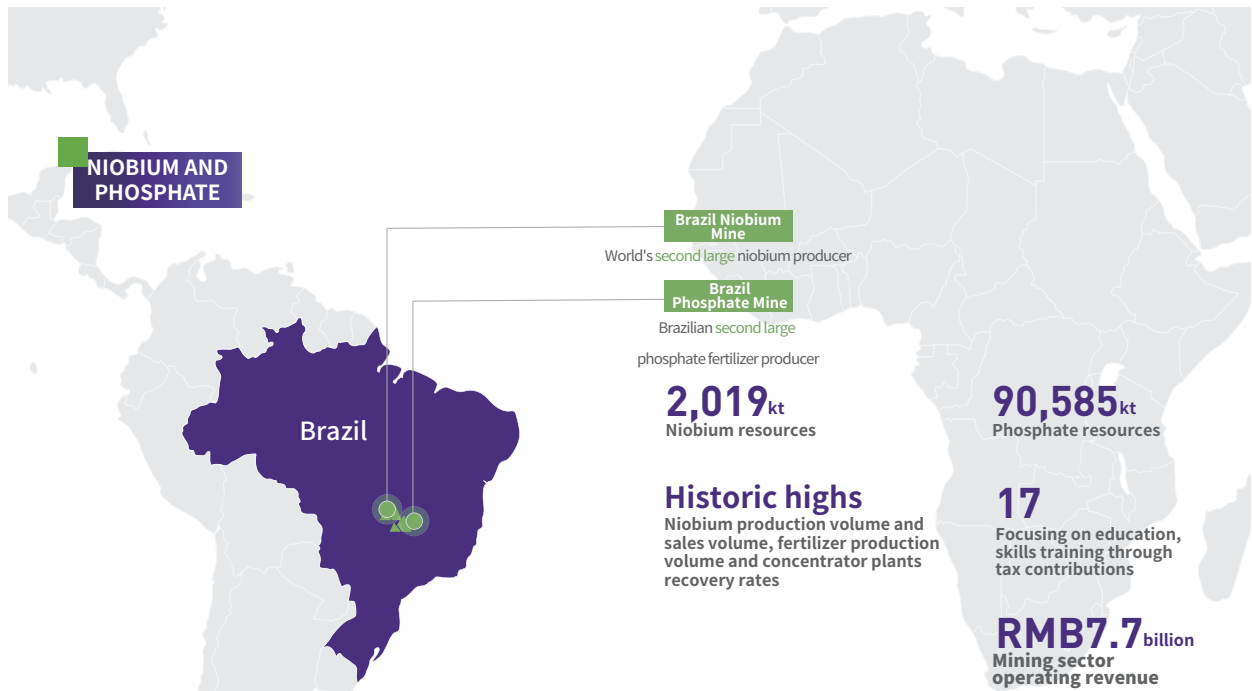 NIOBIUM AND
PHOSPHATE
Brazil Niobium
Mine
World's second large niobium producer
Brazil
Phosphate Mine
Brazilian second large
phosphate fertilizer producer
Brazil
2,019kt
Niobium resources
90,585kt
Phosphate resources
Historic highs
Niobium production volume and
sales volume, fertilizer production
volume and concentrator plants
recovery rates
17
Focusing on education,
skills training through
tax contributions
RMB7.7billion
Mining sector
operating revenue